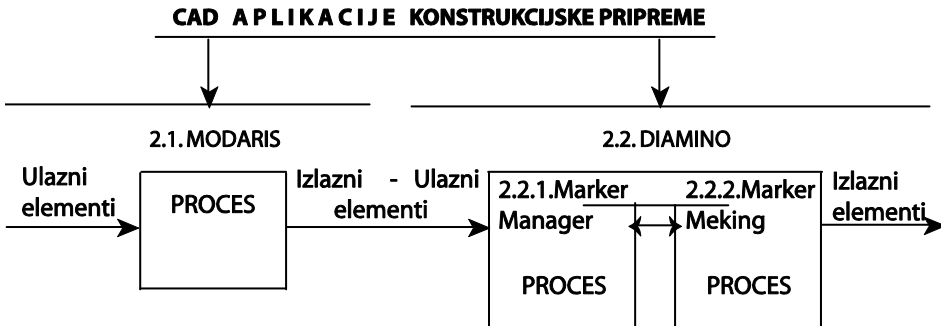 CAD APLIKACIJE KONSTRUKCIJSKE PRIPREME
2.1. MODARIS
2.2. DIAMINO
Ulazni
elementi
PROCES
Izlazni - Ulazni
elementi
2.2.1.Marker
Manager
PROCES
2.2.2.Marker
Meking
PROCES
Izlazni
elementi